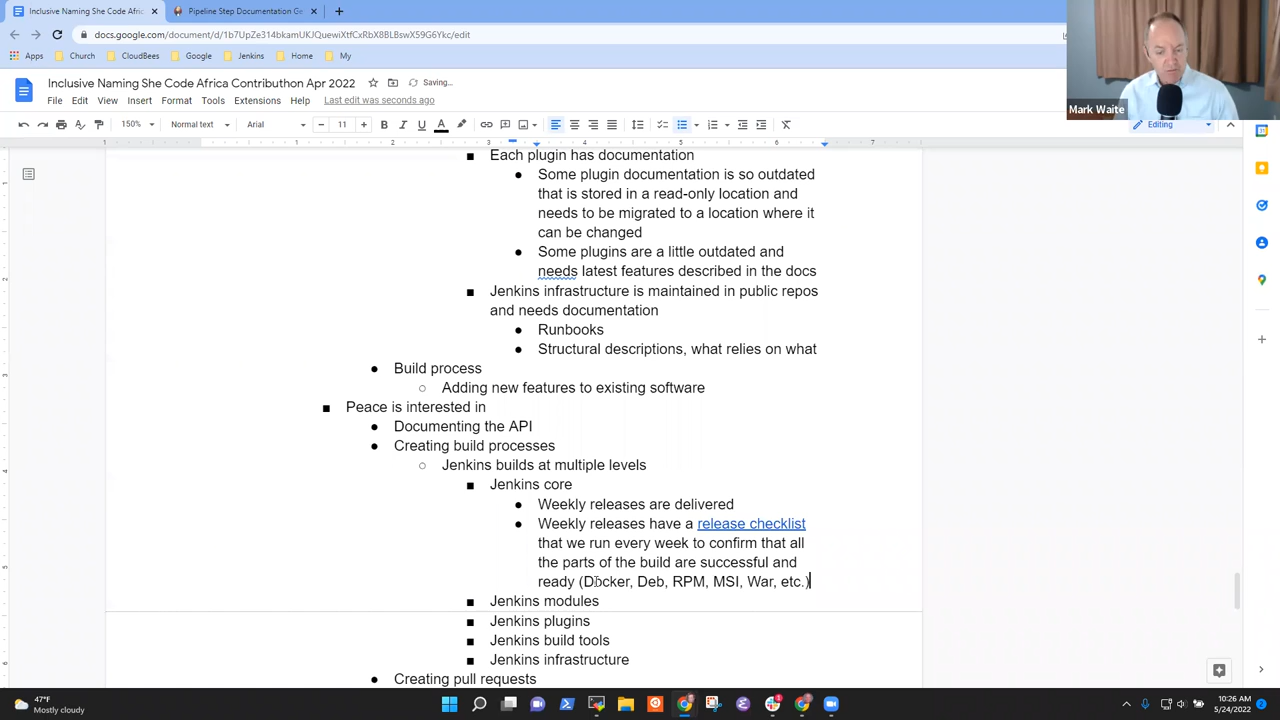 Inclusive Naming She Code Africa
Pipeline Step Documentation Ge
docs.google.com/document/d/1b7UpZe314bkamUKJQuewiXtfCxRbX8BLBswX59G6Ykc/edit
Apps Church CloudBees Google Jenkins Home My
Inclusive Naming She Code Africa Contributhon Apr 2022 Saving...
File Edit View Insert Format Tools Extensions Help Last edit was seconds ago
150% Normal text Arial 11 Editing
Mark Waite
Each plugin has documentation
Some plugin documentation is so outdated
that is stored in a read-only location and
needs to be migrated to a location where it
can be changed
Some plugins are a little outdated and
needs latest features described in the docs
Jenkins infrastructure is maintained in public repos
and needs documentation
Runbooks
Structural descriptions, what relies on what
Build process
Adding new features to existing software
Peace is interested in
Documenting the API
Creating build processes
Jenkins builds at multiple levels
Jenkins core
Weekly releases are delivered
Weekly releases have a release checklist
that we run every week to confirm that all
the parts of the build are successful and
ready (Docker, Deb, RPM, MSI, War, etc.)
Jenkins modules
Jenkins plugins
Jenkins build tools
Jenkins infrastructure
Creating pull requests
47°F
Mostly cloudy
10:26 AM
5/24/2022